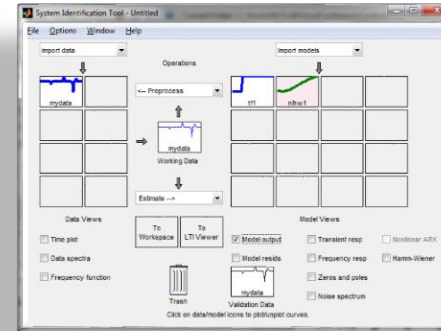 System Identification Tool - Untitled
File Options Window Help
Import data
Import models
Operations
<-- Preprocess
mydata
tf1
nlhw1
mydata
Working Data
Estimate -->
Data Views
To Workspace
To LTI Viewer
Model Views
Time plot
Data spectra
Frequency function
Model output
Transient resp
Nonlinear ARX
Model resids
Frequency resp
Hamm-Wiener
Zeros and poles
Noise spectrum
Trash
mydata
Validation Data
Click on data/model icons to plot/unplot curves.